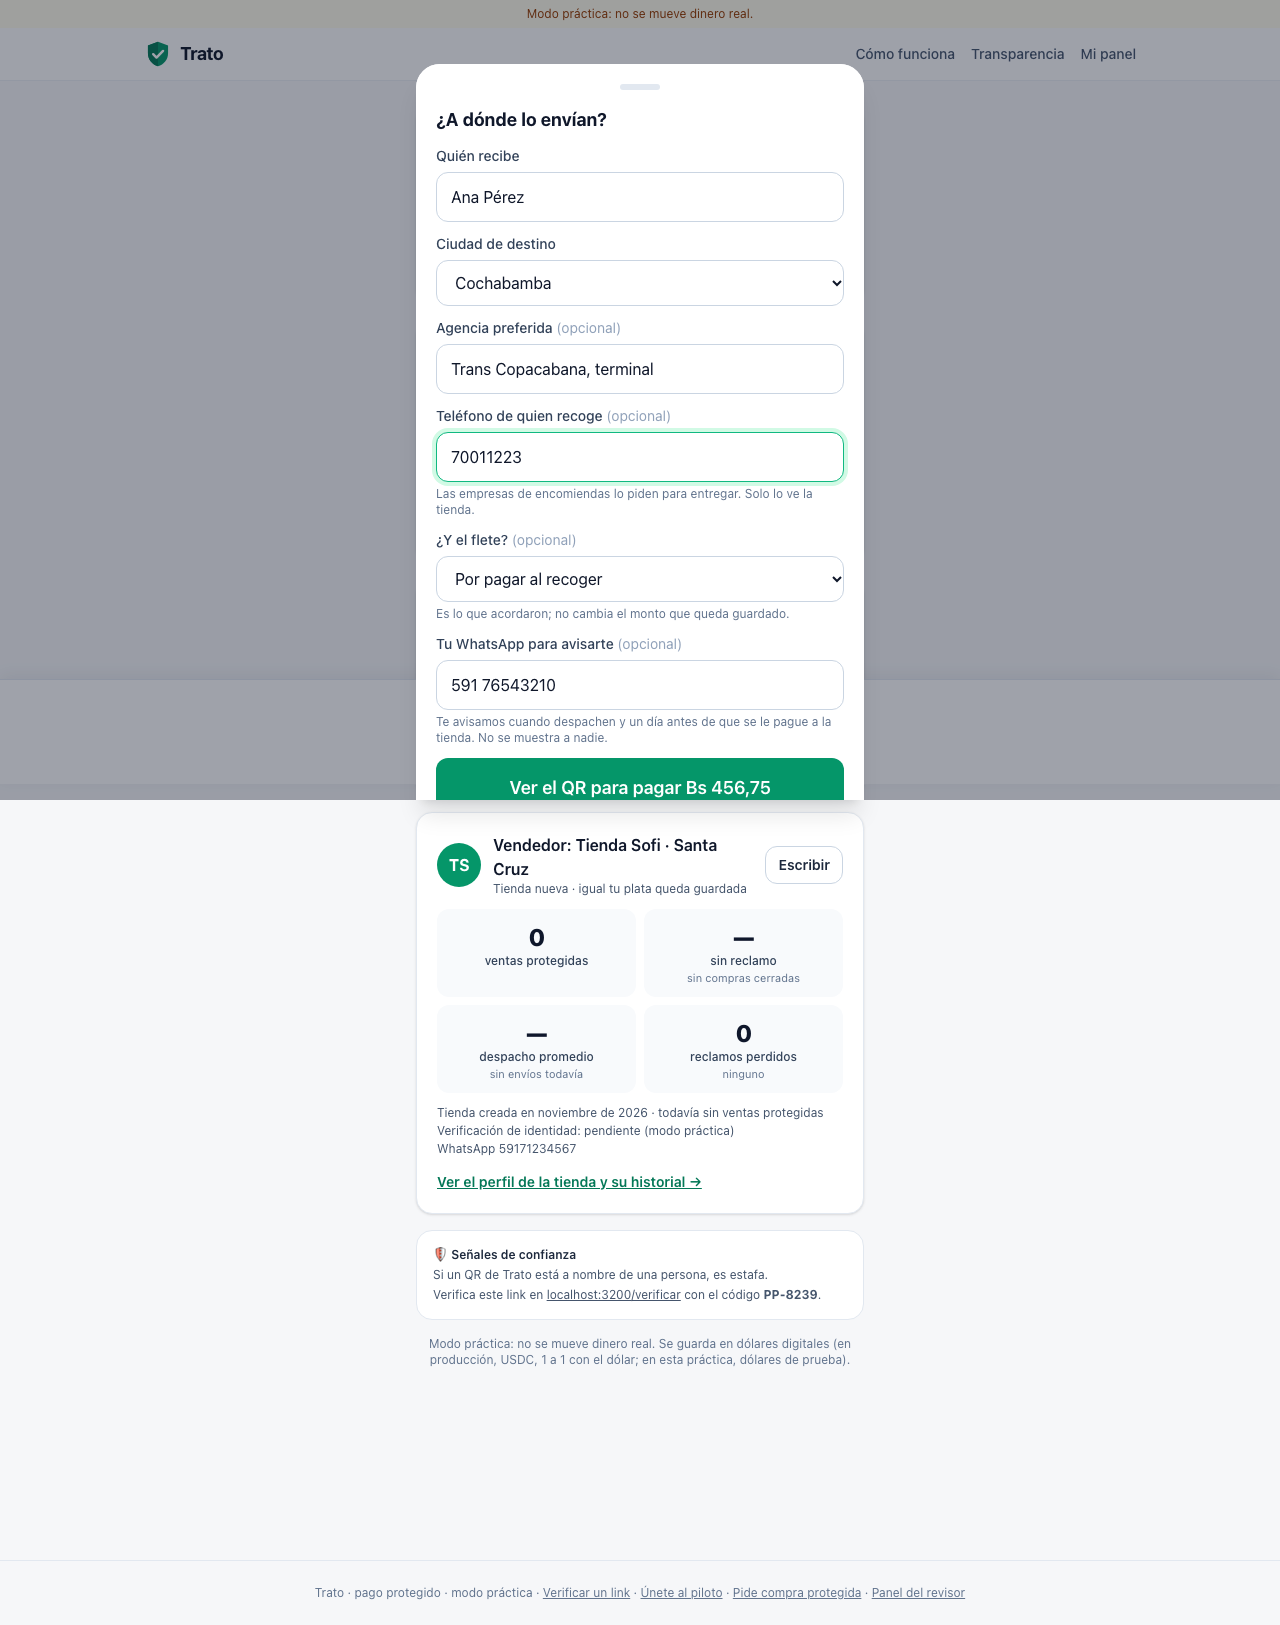 Modo práctica: no se mueve dinero real.
Trato
Cómo funciona Transparencia Mi panel
¿A dónde lo envían?
Quién recibe
Ana Pérez
Ciudad de destino
Cochabamba
Agencia preferida (opcional)
Trans Copacabana, terminal
Teléfono de quien recoge (opcional)
70011223
Las empresas de encomiendas lo piden para entregar. Solo lo ve la
tienda.
¿Y el flete? (opcional)
Por pagar al recoger
Es lo que acordaron; no cambia el monto que queda guardado.
Tu WhatsApp para avisarte (opcional)
591 76543210
Te avisamos cuando despachen y un día antes de que se le pague a la
tienda. No se muestra a nadie.
Ver el QR para pagar Bs 456,75
TS
Vendedor: Tienda Sofi · Santa
Cruz
Tienda nueva · igual tu plata queda guardada
Escribir
0
ventas protegidas
—
sin reclamo
sin compras cerradas
—
despacho promedio
sin envíos todavía
0
reclamos perdidos
ninguno
Tienda creada en noviembre de 2026 · todavía sin ventas protegidas
Verificación de identidad: pendiente (modo práctica)
WhatsApp 59171234567
Ver el perfil de la tienda y su historial →
Señales de confianza
Si un QR de Trato está a nombre de una persona, es estafa.
Verifica este link en localhost:3200/verificar con el código PP-8239.
Modo práctica: no se mueve dinero real. Se guarda en dólares digitales (en
producción, USDC, 1 a 1 con el dólar; en esta práctica, dólares de prueba).
Trato · pago protegido · modo práctica · Verificar un link · Únete al piloto · Pide compra protegida · Panel del revisor